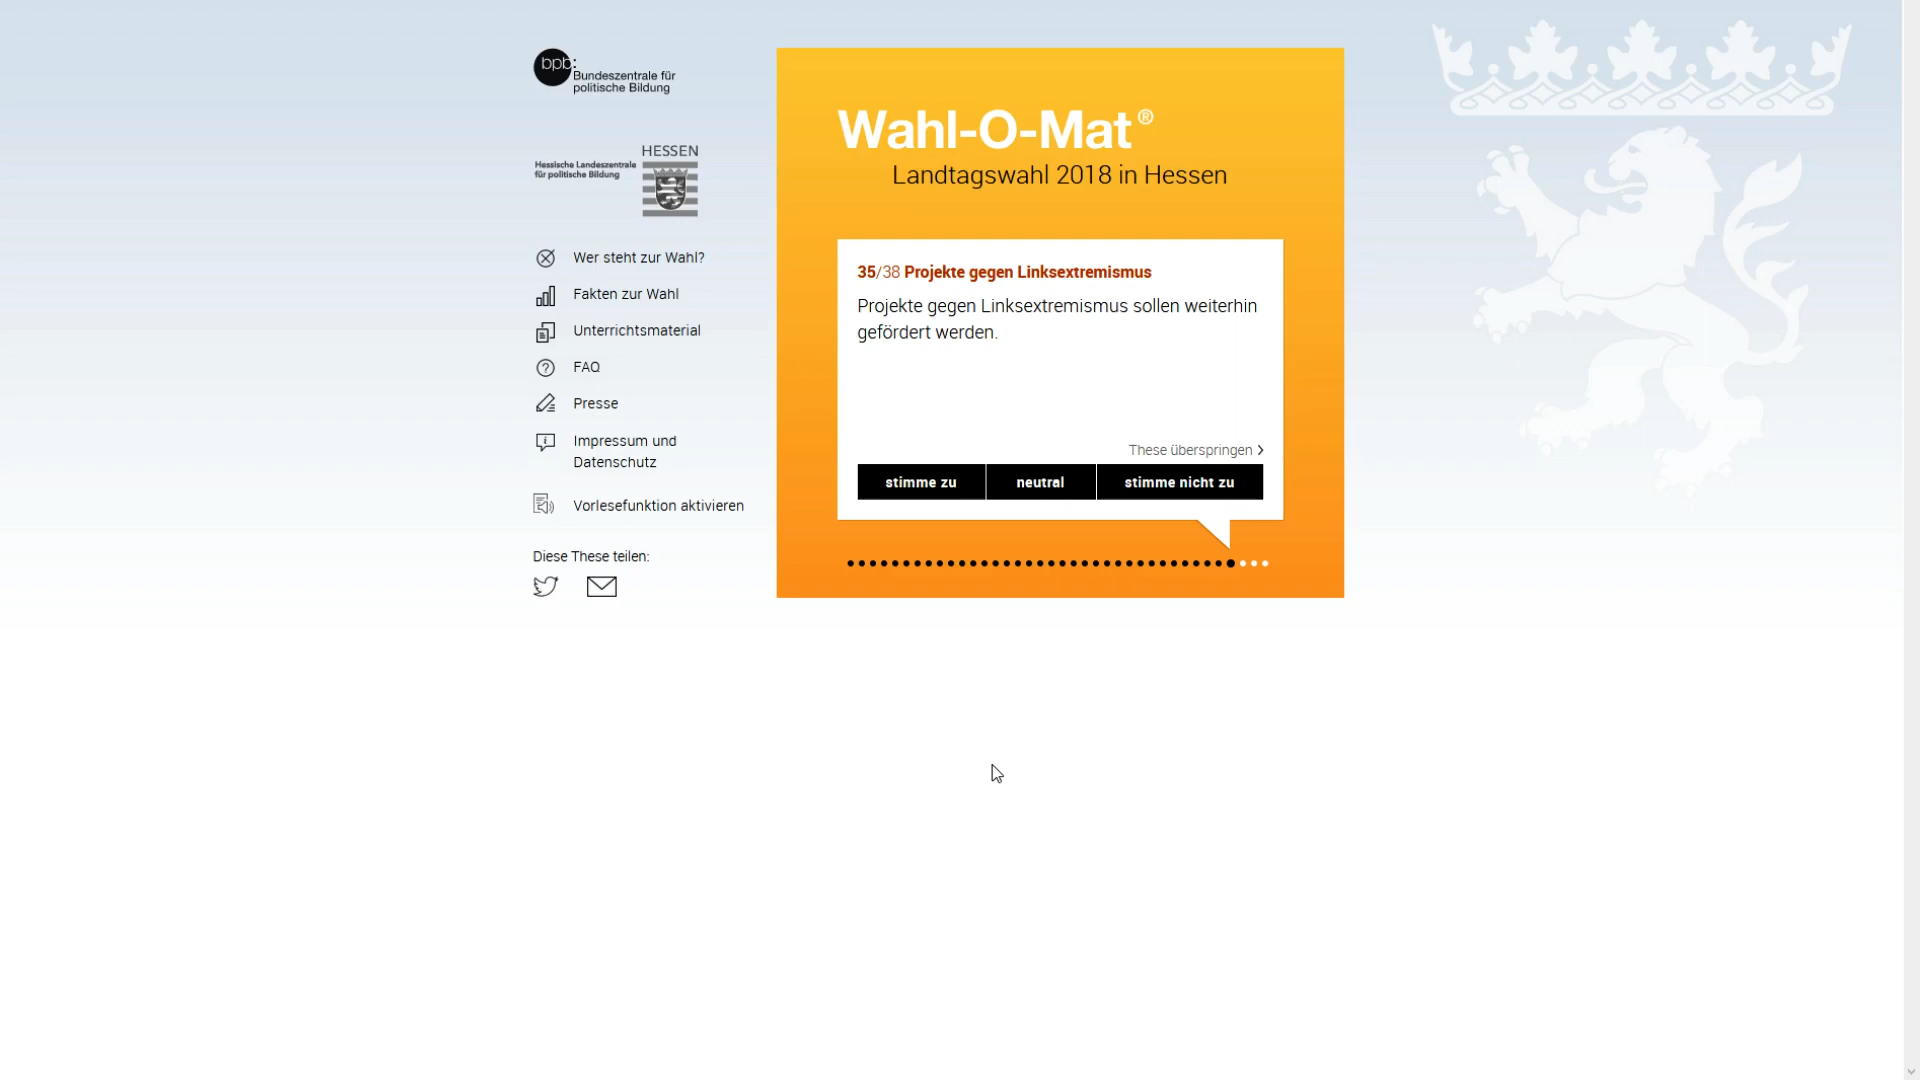 bpb:
Bundeszentrale für
politische Bildung
HESSEN
Hessische Landeszentrale
für politische Bildung
Wer steht zur Wahl?
Fakten zur Wahl
Unterrichtsmaterial
FAQ
Presse
Impressum und
Datenschutz
Vorlesefunktion aktivieren
Diese These teilen:
Wahl-O-Mat®
Landtagswahl 2018 in Hessen
35/38 Projekte gegen Linksextremismus
Projekte gegen Linksextremismus sollen weiterhin
gefördert werden.
These überspringen
stimme zu neutral stimme nicht zu